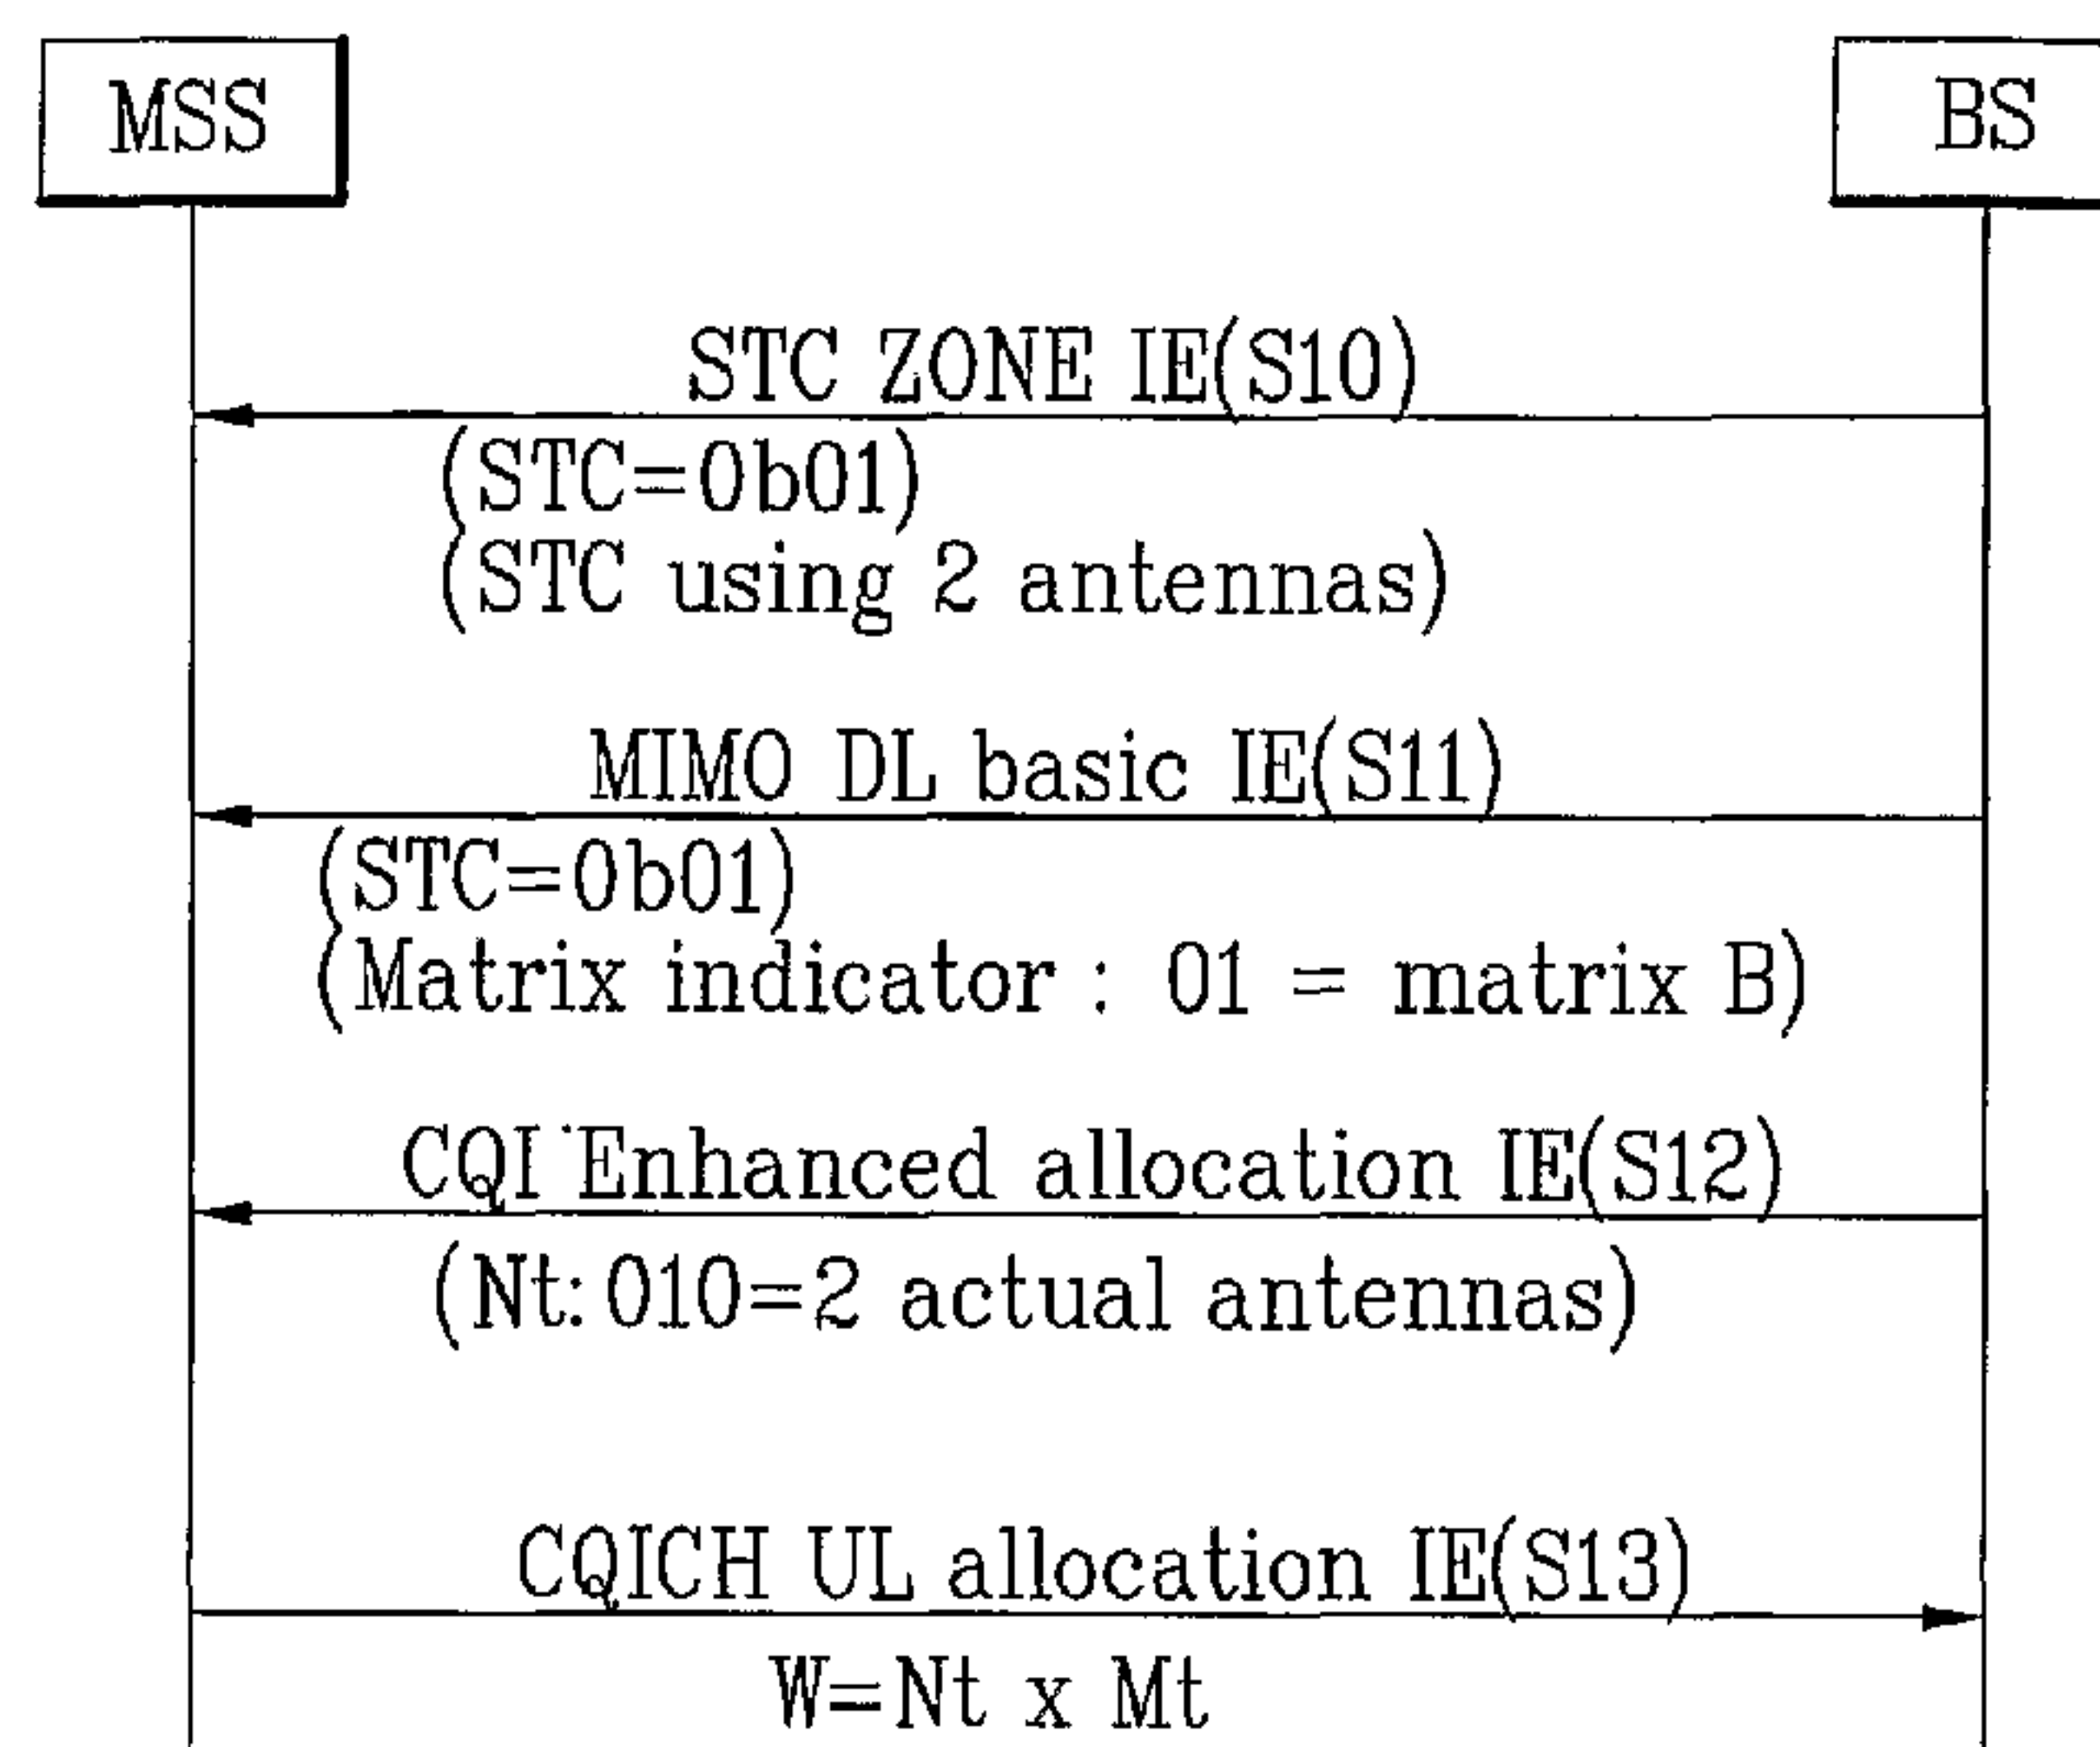 MSS
BS
STC ZONE IE(S10)
(STC=0b01)
(STC using 2 antennas)
MIMO DL basic IE(S11)
(STC=0b01)
(Matrix indicator : 01 = matrix B)
CQI Enhanced allocation IE(S12)
(Nt:010=2 actual antennas)
CQICH UL allocation IE(S13)
W=Nt x Mt